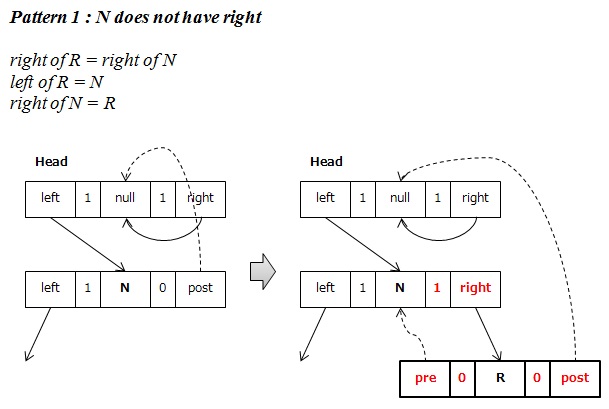 Pattern 1 : N does not have right
right of R = right of N
left of R = N
right of N = R
Head
left 1 null 1 right
left 1 N 0 post
Head
left 1 null 1 right
left 1 N 1 right
pre 0 R 0 post